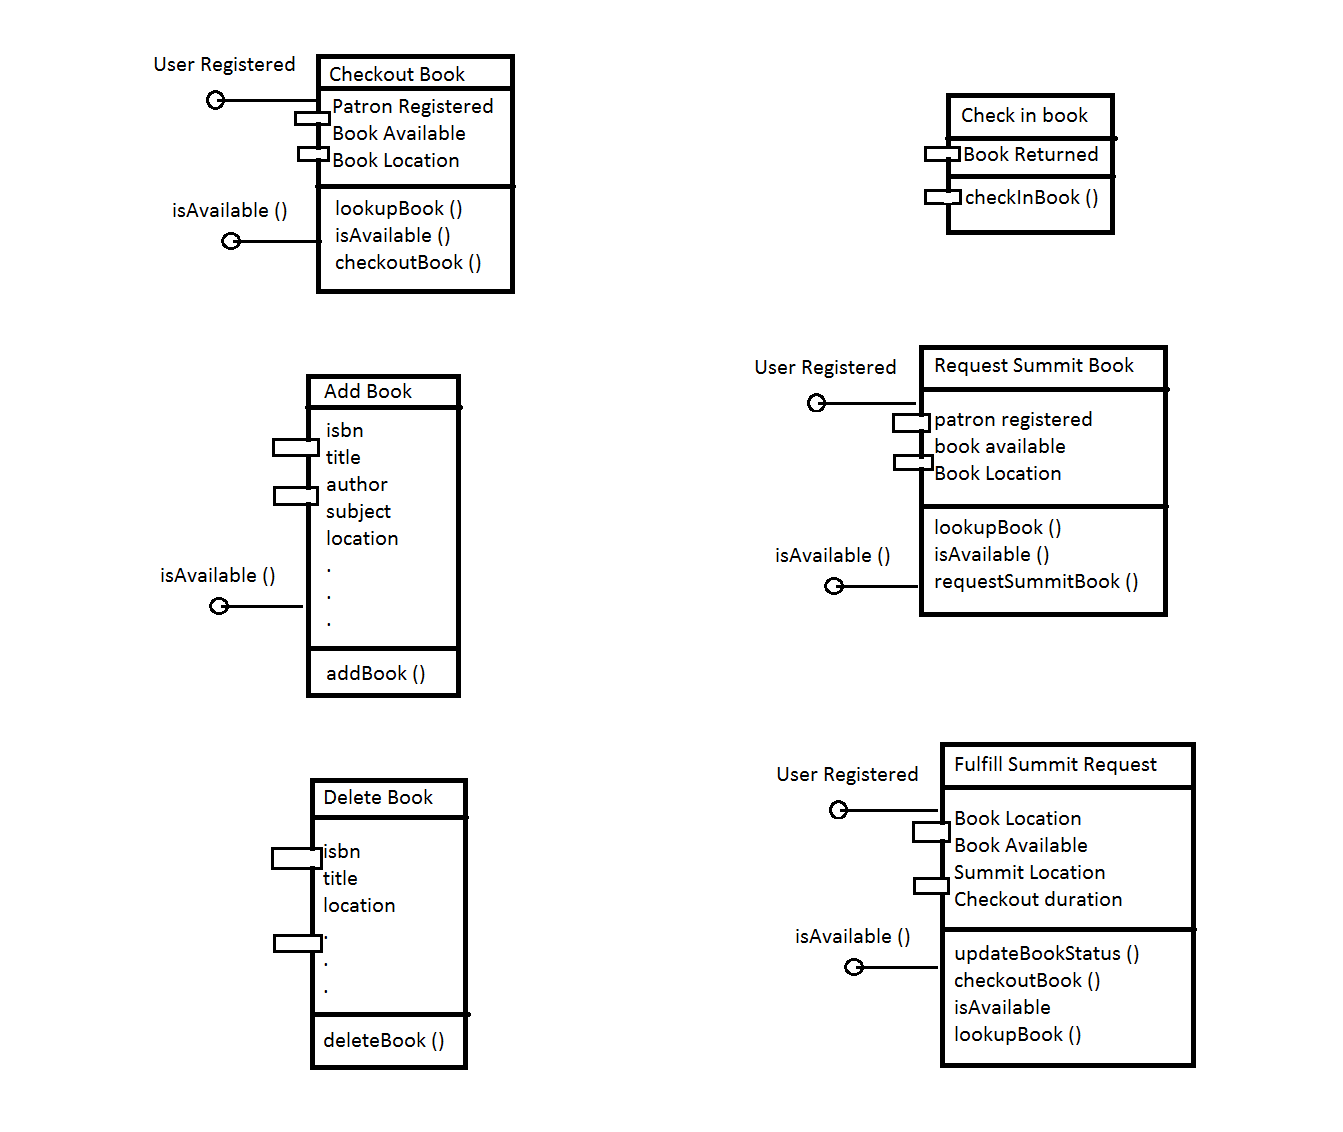 User Registered
Checkout Book
Patron Registered
Book Available
Book Location
isAvailable ()
lookupBook ()
isAvailable ()
checkoutBook ()
Check in book
Book Returned
checkInBook ()
Add Book
isbn
title
author
subject
location
.
.
.
isAvailable ()
addBook ()
User Registered
Request Summit Book
patron registered
book available
Book Location
isAvailable ()
lookupBook ()
isAvailable ()
requestSummitBook ()
Delete Book
isbn
title
location
.
.
.
deleteBook ()
User Registered
Fulfill Summit Request
Book Location
Book Available
Summit Location
Checkout duration
isAvailable ()
updateBookStatus ()
checkoutBook ()
isAvailable
lookupBook ()